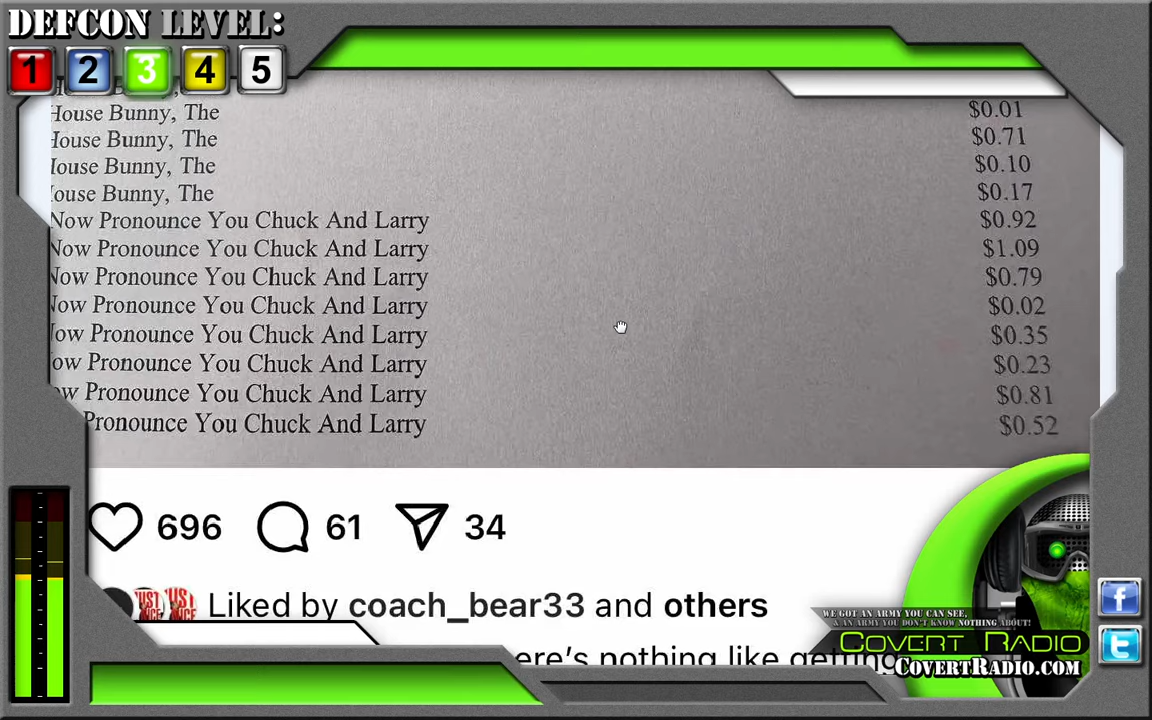 DEFCON LEVEL:
1 2 3 4 5
House Bunny, The $0.01
House Bunny, The $0.71
House Bunny, The $0.10
ouse Bunny, The $0.17
Now Pronounce You Chuck And Larry $0.92
Now Pronounce You Chuck And Larry $1.09
Now Pronounce You Chuck And Larry $0.79
Now Pronounce You Chuck And Larry $0.02
ow Pronounce You Chuck And Larry $0.35
ow Pronounce You Chuck And Larry $0.23
ow Pronounce You Chuck And Larry $0.81
Pronounce You Chuck And Larry $0.52
696 61 34
Liked by coach_bear33 and others
ere's nothing like getting
WE GOT AN ARMY YOU CAN SEE,
& AN ARMY YOU DON'T KNOW NOTHING ABOUT!
COVERT RADIO
COVERTRADIO.COM